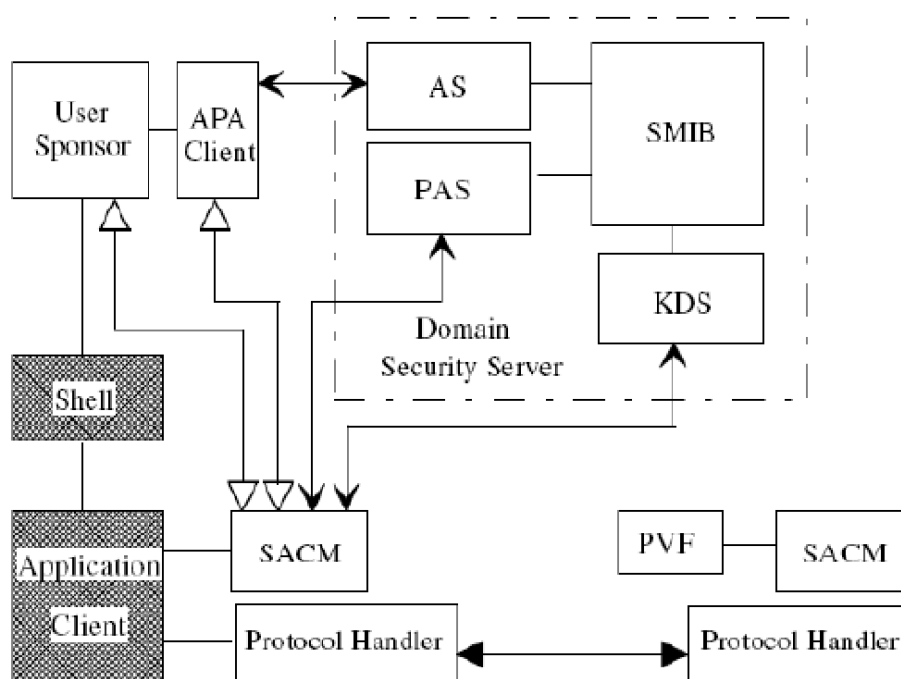 User
Sponsor
APA
Client
AS
SMIB
PAS
KDS
Domain
Security Server
Shell
Application
Client
SACM
PVF
SACM
Protocol Handler
Protocol Handler